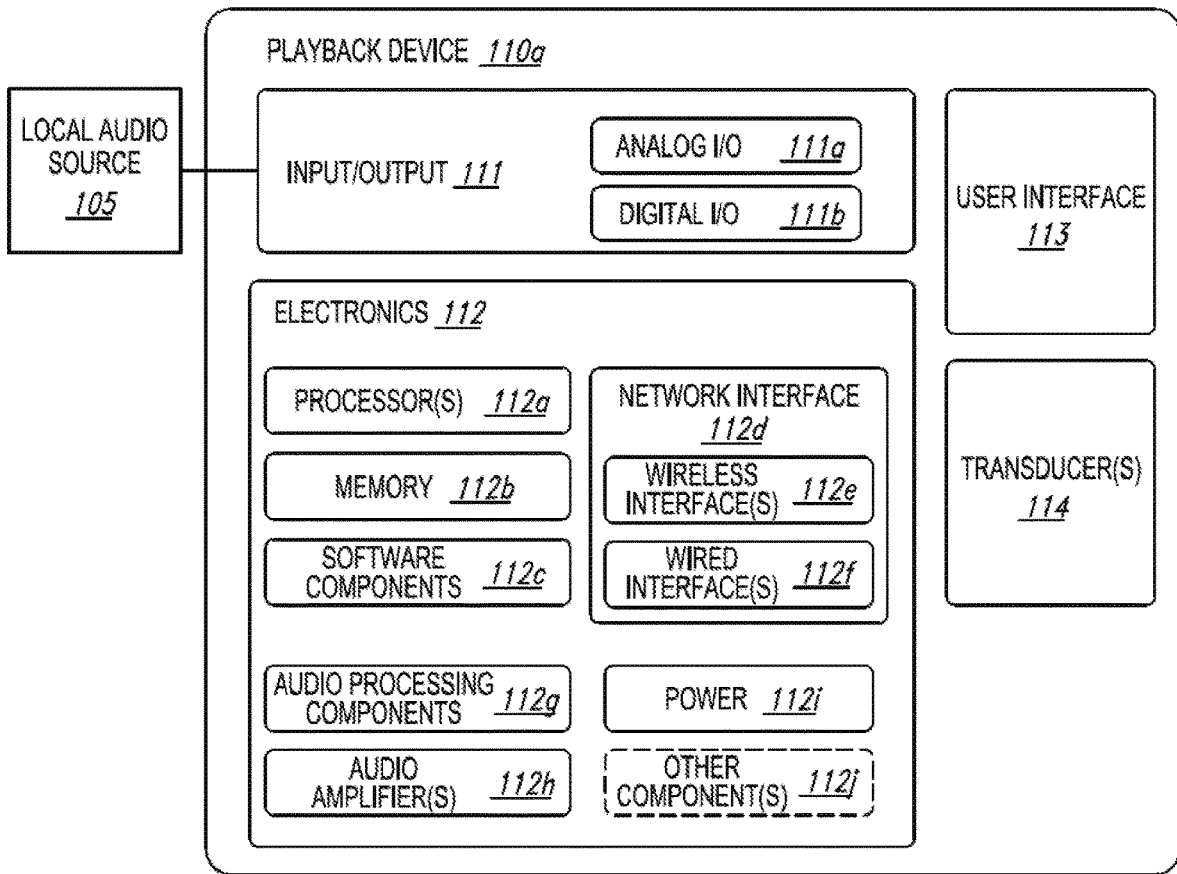 PLAYBACK DEVICE 110a
LOCAL AUDIO
SOURCE
105
INPUT/OUTPUT 111
ANALOG I/O 111a
DIGITAL I/O 111b
USER INTERFACE
113
ELECTRONICS 112
PROCESSOR(S) 112a
MEMORY 112b
SOFTWARE
COMPONENTS 112c
NETWORK INTERFACE
112d
WIRELESS
INTERFACE(S) 112e
WIRED
INTERFACE(S) 112f
TRANSDUCER(S)
114
AUDIO PROCESSING
COMPONENTS 112g
AUDIO
AMPLIFIER(S) 112h
POWER 112i
OTHER
COMPONENT(S) 112j